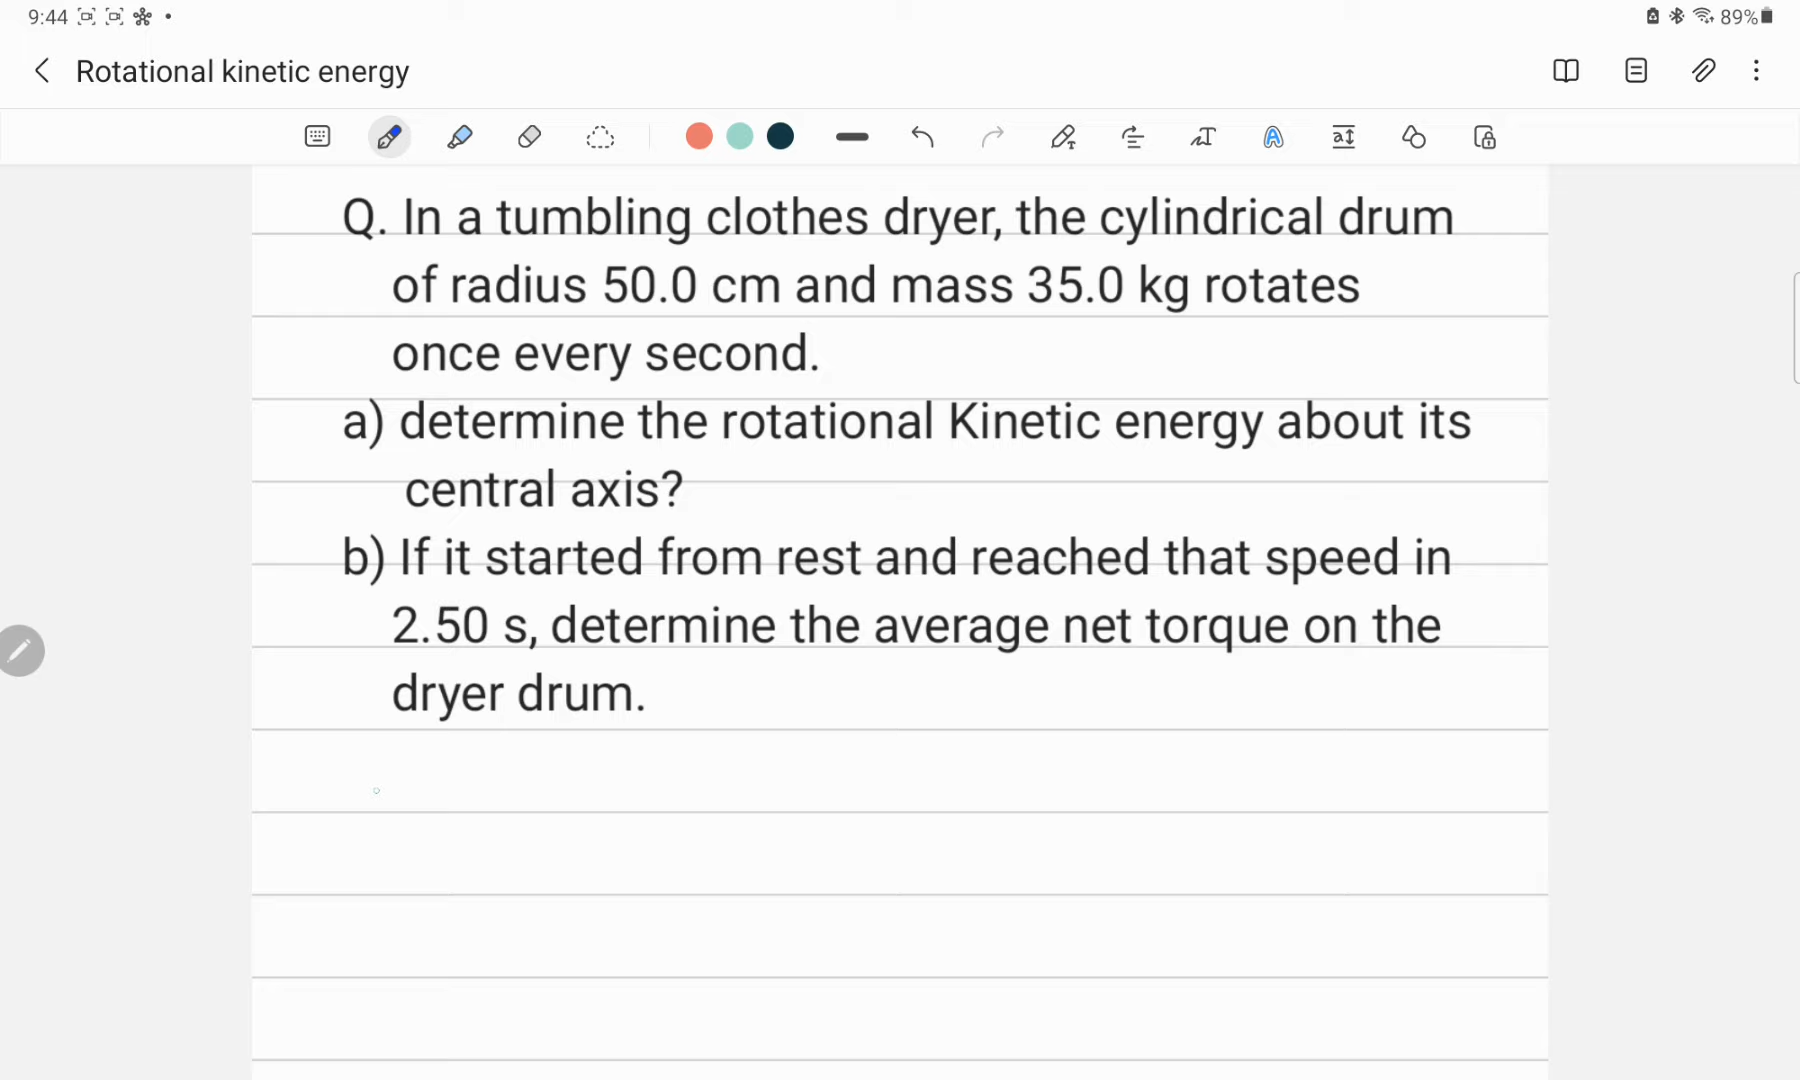 9:44
89%
Rotational kinetic energy
Q. In a tumbling clothes dryer, the cylindrical drum
of radius 50.0 cm and mass 35.0 kg rotates
once every second.
a) determine the rotational Kinetic energy about its
central axis?
b) If it started from rest and reached that speed in
2.50 s, determine the average net torque on the
dryer drum.